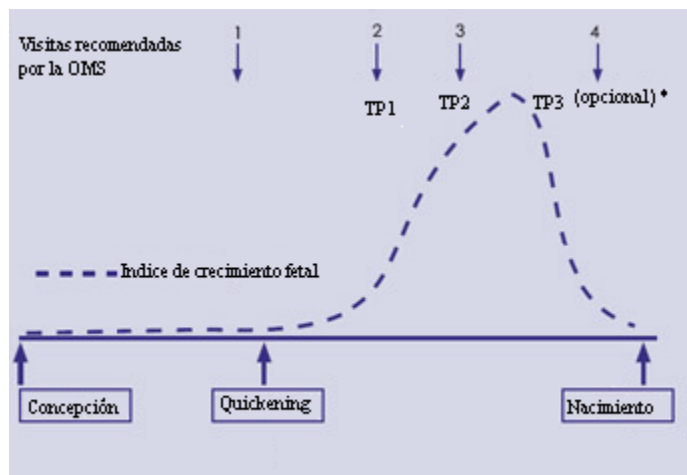 1 2 3 4
Visitas recomendadas
por la OMS
TP1 TP2 TP3 (opcional) *
Indice de crecimiento fetal
Concepción Quickening Nacimiento